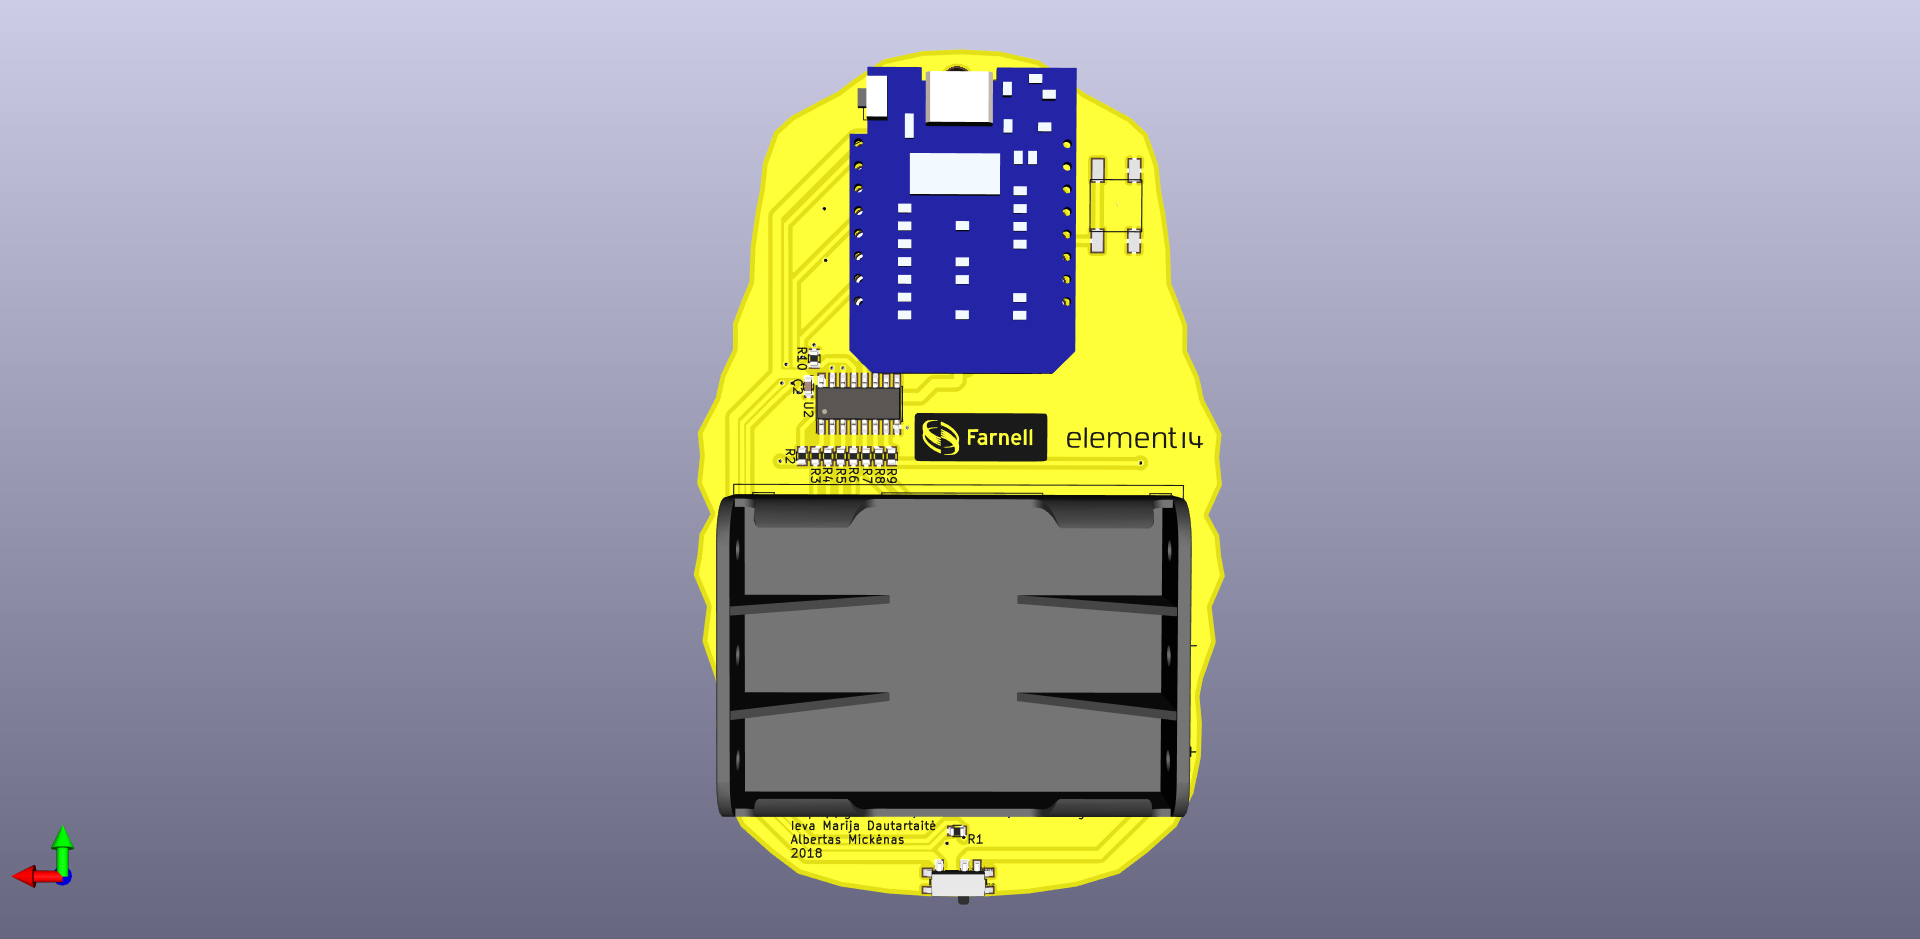 R10
C2
U2
Farnell
element14
R2
R3
R4
R5
R6
R7
R8
R9
Ieva Marija Dautartaitė
Albertas Mickėnas
2018
R1